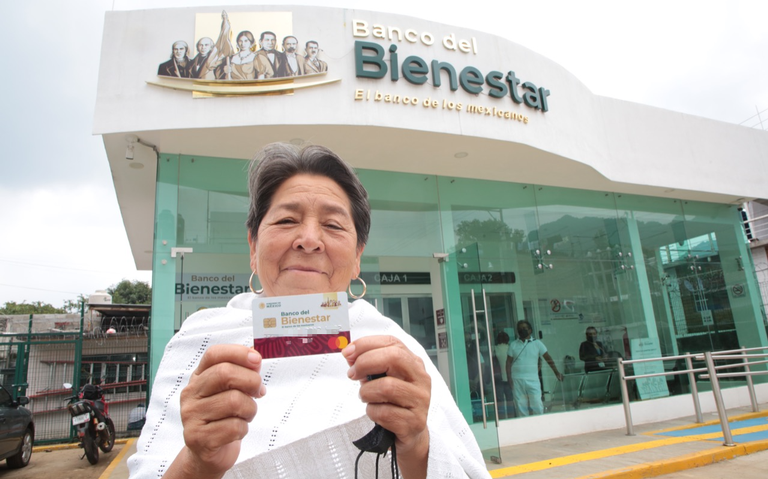 Banco del
Bienestar
El banco de los mexicanos
CAJA 1
CAJA 2
Banco del
Bienestar
Banco del
Bienestar